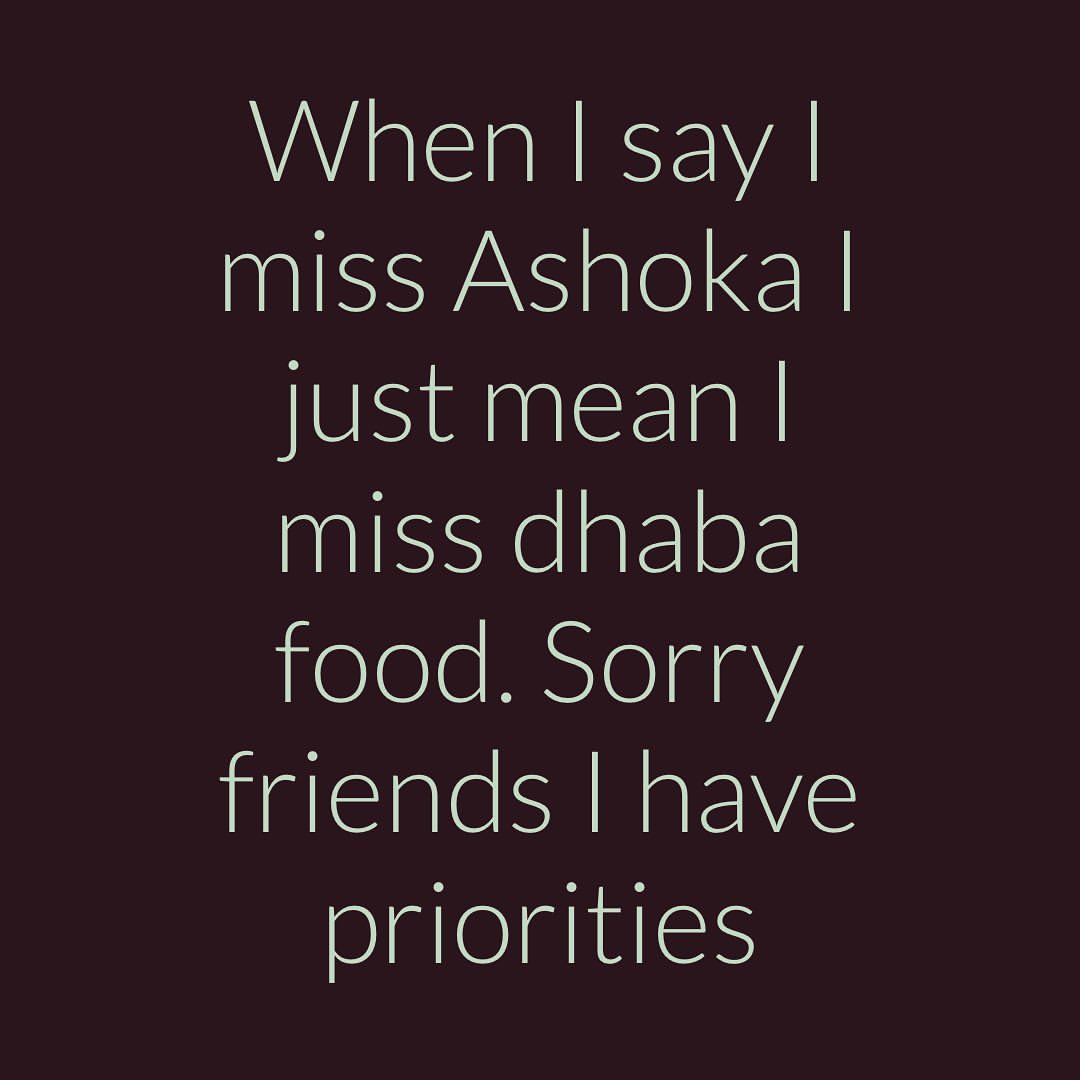 When I say I
miss Ashoka I
just mean I
miss dhaba
food. Sorry
friends I have
priorities